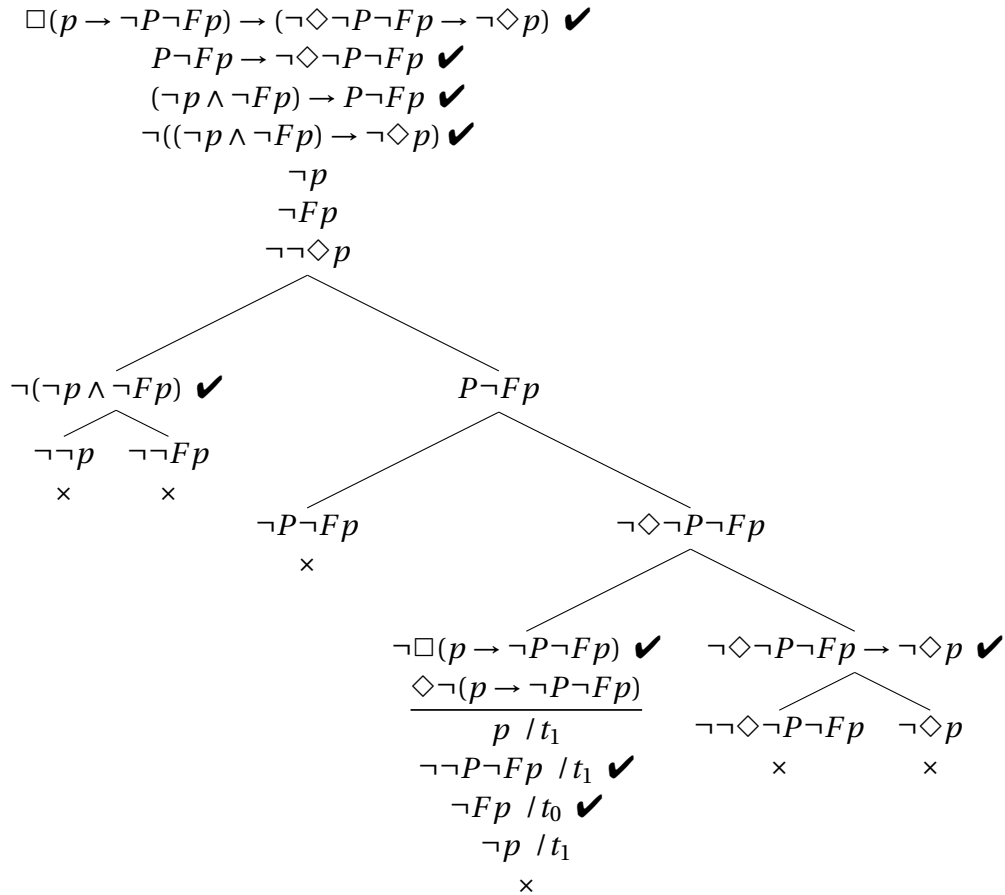 □(p → ¬P¬Fp) → (¬◇¬P¬Fp → ¬◇p) ✔
P¬Fp → ¬◇¬P¬Fp ✔
(¬p ∧ ¬Fp) → P¬Fp ✔
¬((¬p ∧ ¬Fp) → ¬◇p) ✔
¬p
¬Fp
¬¬◇p
¬(¬p ∧ ¬Fp) ✔ P¬Fp
¬¬p ¬¬Fp
× ×
¬P¬Fp ¬◇¬P¬Fp
×
¬□(p → ¬P¬Fp) ✔ ¬◇¬P¬Fp → ¬◇p ✔
◇¬(p → ¬P¬Fp)
p / t₁ ¬¬◇¬P¬Fp ¬◇p
¬¬P¬Fp / t₁ ✔ × ×
¬Fp / t₀ ✔
¬p / t₁
×